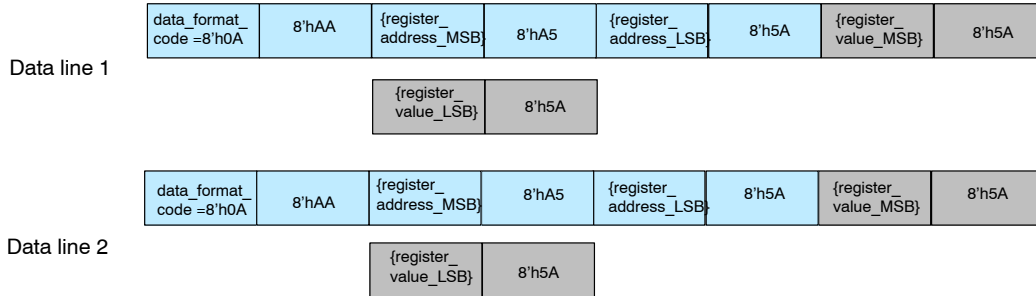 Data line 1
data_format_
code =8'h0A
8'hAA
{register_
address_MSB}
8'hA5
{register_
address_LSB}
8'h5A
{register_
value_MSB}
8'h5A
{register_
value_LSB}
8'h5A
Data line 2
data_format_
code =8'h0A
8'hAA
{register_
address_MSB}
8'hA5
{register_
address_LSB}
8'h5A
{register_
value_MSB}
8'h5A
{register_
value_LSB}
8'h5A